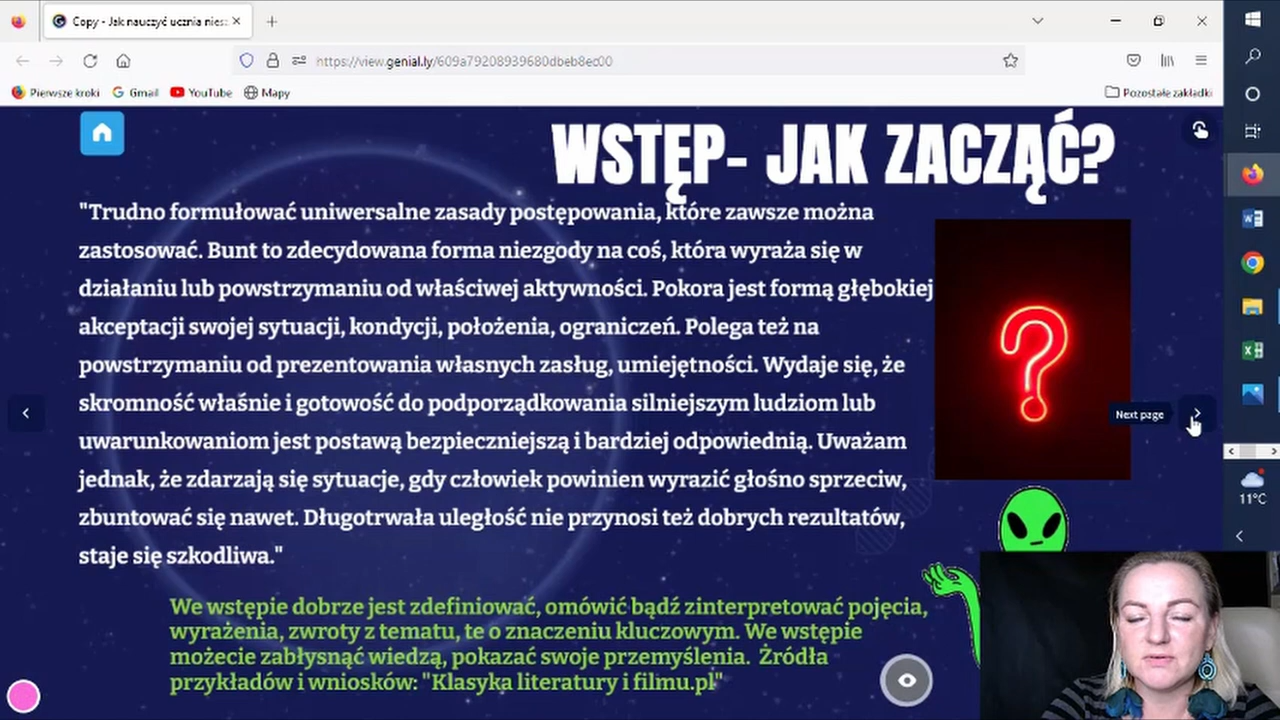 Copy - Jak nauczyć ucznia nies
https://view.genial.ly/609a79208939680dbeb8ec00
Pierwsze kroki
Gmail
YouTube
Mapy
Pozostałe zakładki
WSTĘP- JAK ZACZĄĆ?
"Trudno formułować uniwersalne zasady postępowania, które zawsze można
zastosować. Bunt to zdecydowana forma niezgody na coś, która wyraża się w
działaniu lub powstrzymaniu od właściwej aktywności. Pokora jest formą głębokiej
akceptacji swojej sytuacji, kondycji, położenia, ograniczeń. Polega też na
powstrzymaniu od prezentowania własnych zasług, umiejętności. Wydaje się, że
skromność właśnie i gotowość do podporządkowania silniejszym ludziom lub
uwarunkowaniom jest postawą bezpieczniejszą i bardziej odpowiednią. Uważam
jednak, że zdarzają się sytuacje, gdy człowiek powinien wyrazić głośno sprzeciw,
zbuntować się nawet. Długotrwała uległość nie przynosi też dobrych rezultatów,
staje się szkodliwa."
Next page
11°C
We wstępie dobrze jest zdefiniować, omówić bądź zinterpretować pojęcia,
wyrażenia, zwroty z tematu, te o znaczeniu kluczowym. We wstępie
możecie zabłysnąć wiedzą, pokazać swoje przemyślenia. Źródła
przykładów i wniosków: "Klasyka literatury i filmu.pl"